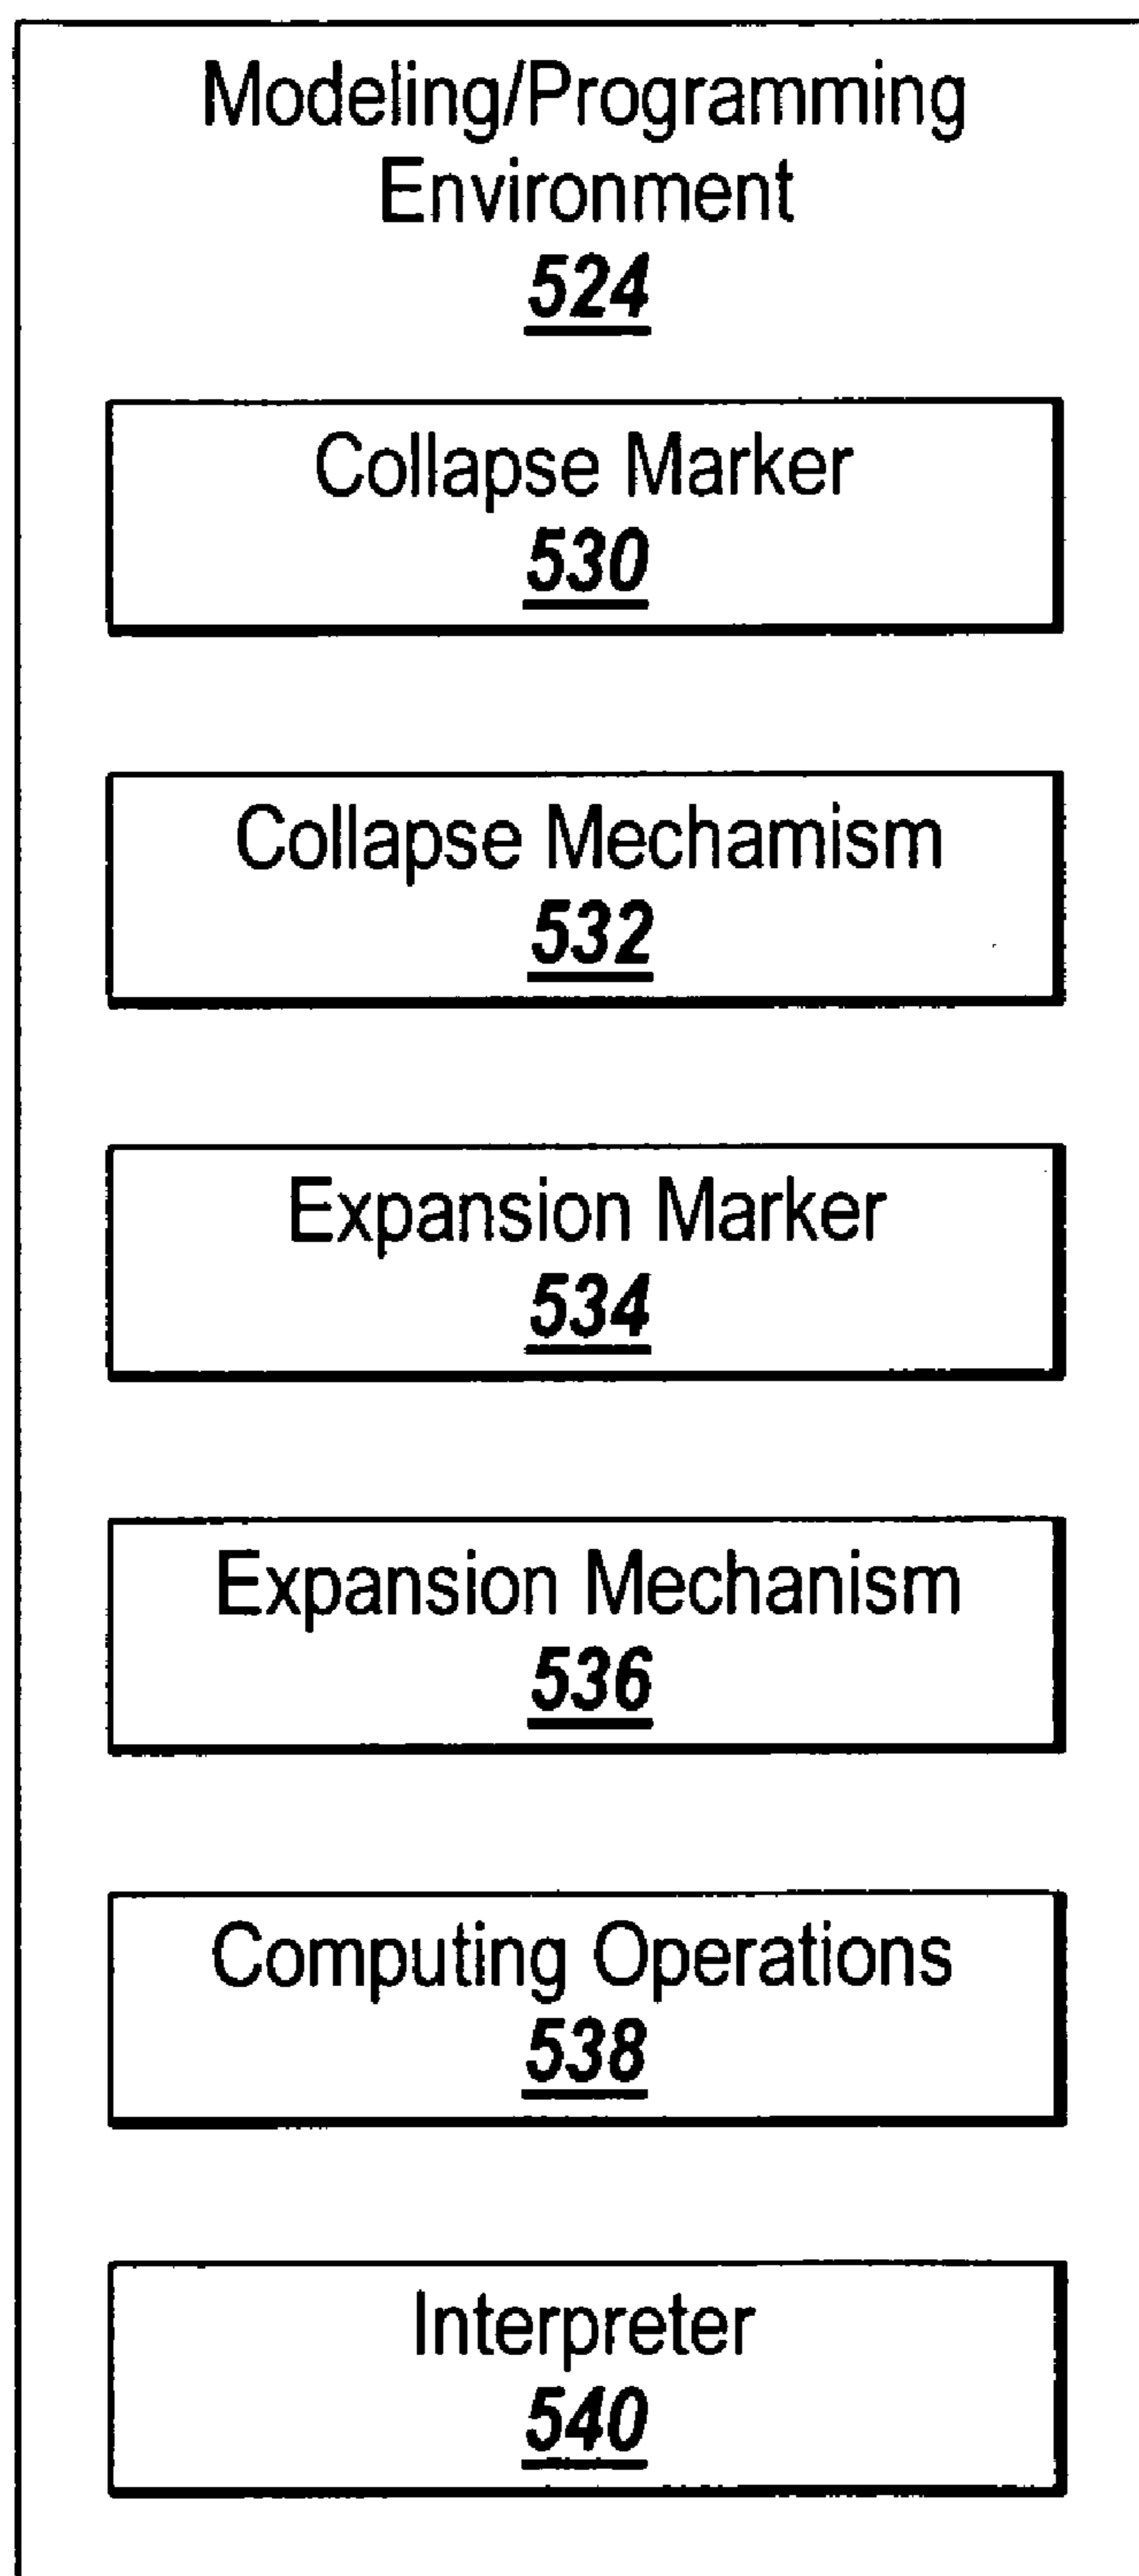 Modeling/Programming
Environment
524
Collapse Marker
530
Collapse Mechamism
532
Expansion Marker
534
Expansion Mechanism
536
Computing Operations
538
Interpreter
540